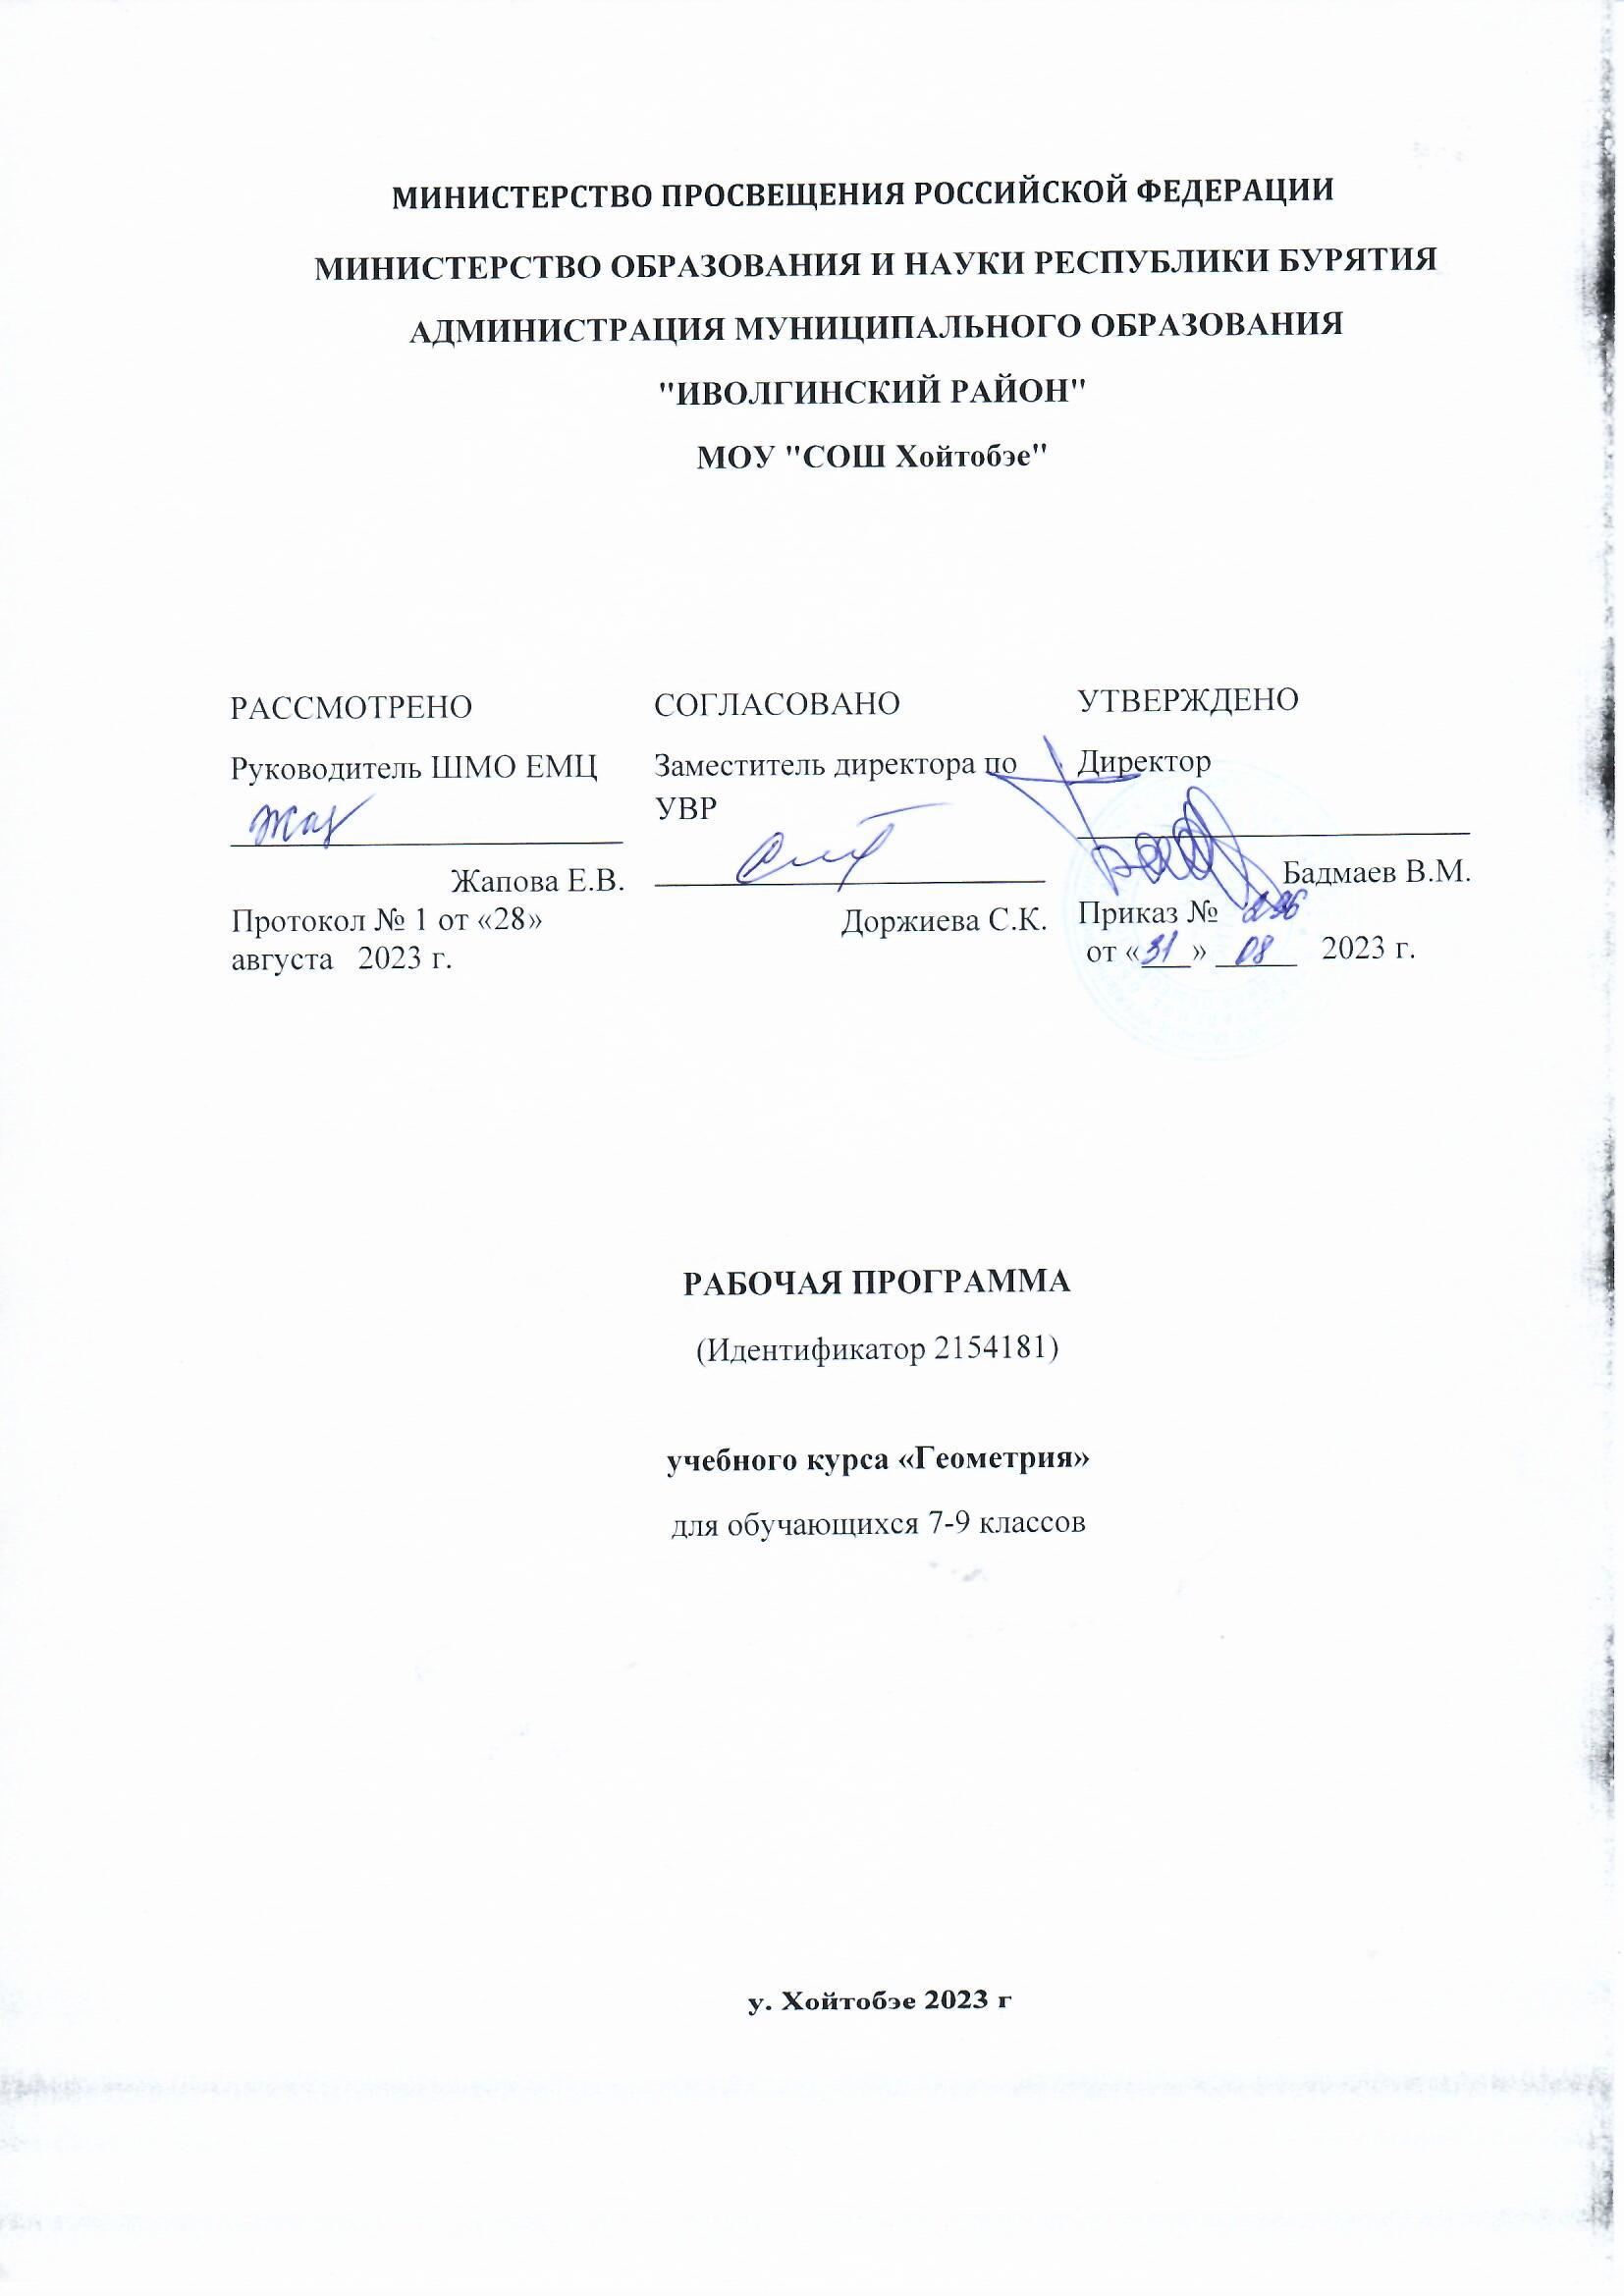 МИНИСТЕРСТВО ПРОСВЕЩЕНИЯ РОССИЙСКОЙ ФЕДЕРАЦИИ
МИНИСТЕРСТВО ОБРАЗОВАНИЯ И НАУКИ РЕСПУБЛИКИ БУРЯТИЯ
АДМИНИСТРАЦИЯ МУНИЦИПАЛЬНОГО ОБРАЗОВАНИЯ
"ИВОЛГИНСКИЙ РАЙОН"
МОУ "СОШ Хойтобэе"
РАССМОТРЕНО
Руководитель ШМО ЕМЦ
Жапова Е.В.
Протокол № 1 от «28»
августа 2023 г.
СОГЛАСОВАНО
Заместитель директора по
УВР
Доржиева С.К.
УТВЕРЖДЕНО
Директор
Бадмаев В.М.
Приказ №
от «31» 08 2023 г.
РАБОЧАЯ ПРОГРАММА
(Идентификатор 2154181)
учебного курса «Геометрия»
для обучающихся 7-9 классов
у. Хойтобэе 2023 г